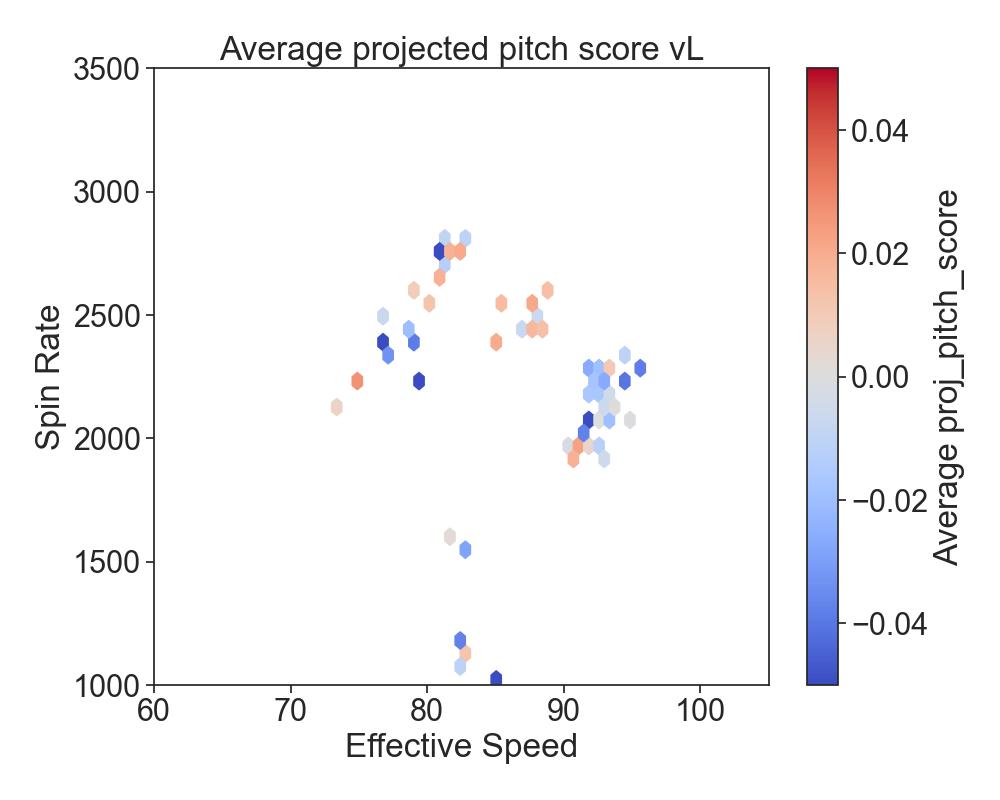 Average projected pitch score vL
3500
3000
2500
2000
1500
1000
Spin Rate
60 70 80 90 100
Effective Speed
0.04
0.02
0.00
−0.02
−0.04
Average proj_pitch_score